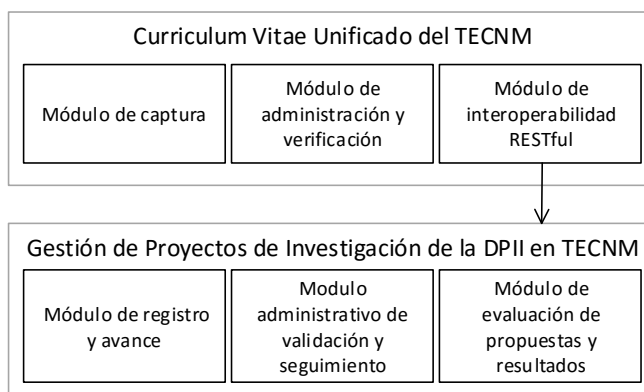 Curriculum Vitae Unificado del TECNM
Módulo de captura
Módulo de
administración y
verificación
Módulo de
interoperabilidad
RESTful
Gestión de Proyectos de Investigación de la DPII en TECNM
Módulo de registro
y avance
Modulo
administrativo de
validación y
seguimiento
Módulo de
evaluación de
propuestas y
resultados